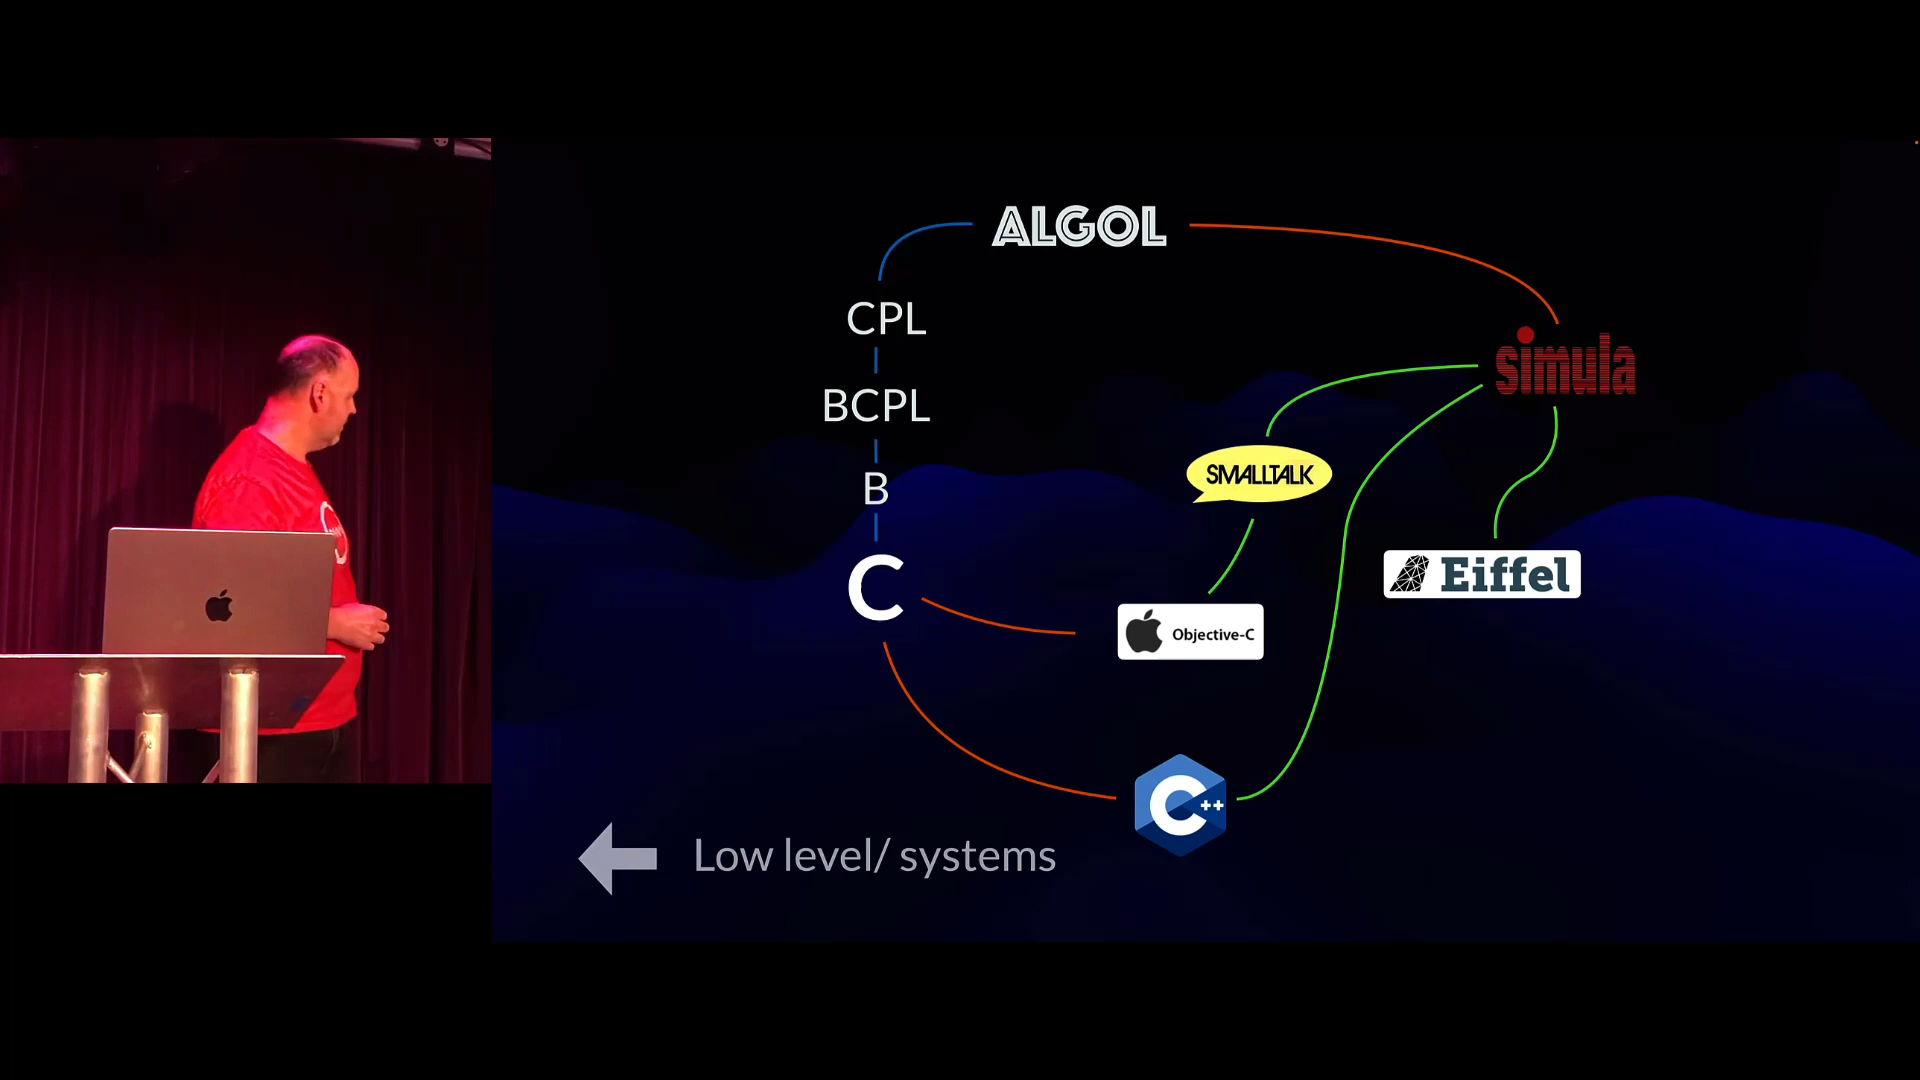 ALGOL
CPL
simula
BCPL
SMALLTALK
B
C
Eiffel
Objective-C
C++
Low level/ systems